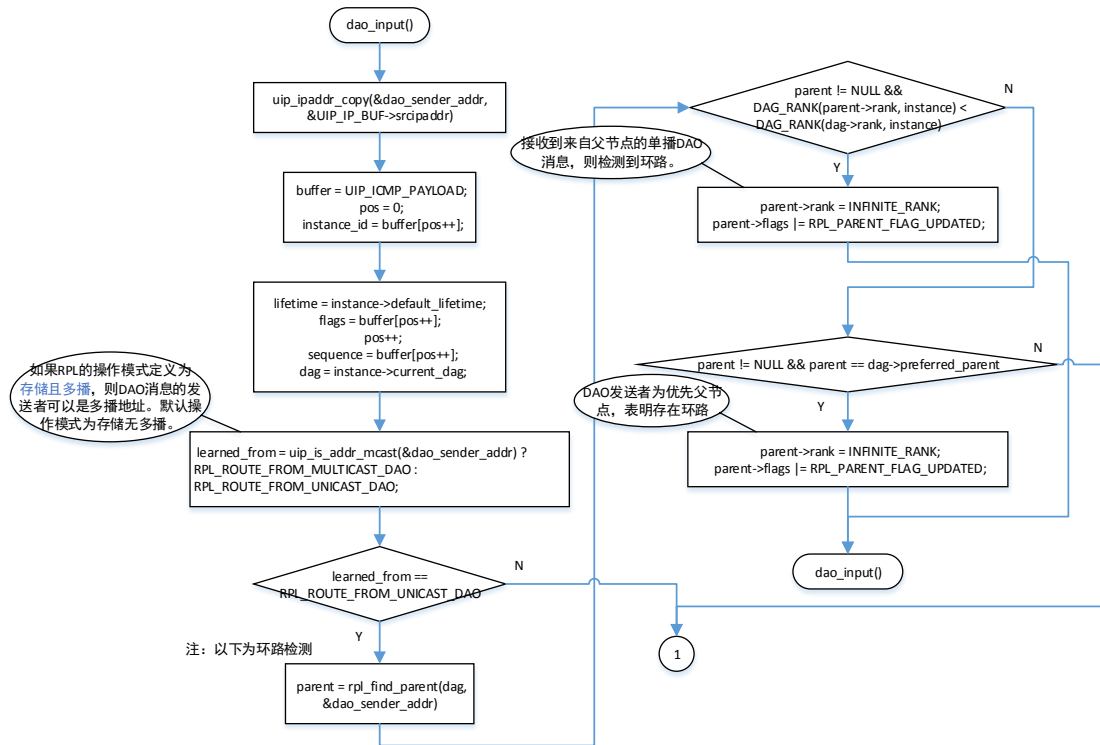 dao_input()
uip_ipaddr_copy(&dao_sender_addr,
&UIP_IP_BUF->srcipaddr)
buffer = UIP_ICMP_PAYLOAD;
pos = 0;
instance_id = buffer[pos++];
lifetime = instance->default_lifetime;
flags = buffer[pos++];
pos++;
sequence = buffer[pos++];
dag = instance->current_dag;
如果RPL的操作模式定义为
存储且多播，则DAO消息的发
送者可以是多播地址。默认操
作模式为存储无多播。
learned_from = uip_is_addr_mcast(&dao_sender_addr) ?
RPL_ROUTE_FROM_MULTICAST_DAO :
RPL_ROUTE_FROM_UNICAST_DAO;
learned_from ==
RPL_ROUTE_FROM_UNICAST_DAO
N
Y
注：以下为环路检测
parent = rpl_find_parent(dag,
&dao_sender_addr)
parent != NULL &&
DAG_RANK(parent->rank, instance) <
DAG_RANK(dag->rank, instance)
N
接收到来自父节点的单播DAO
消息，则检测到环路。
Y
parent->rank = INFINITE_RANK;
parent->flags |= RPL_PARENT_FLAG_UPDATED;
parent != NULL && parent == dag->preferred_parent
N
DAO发送者为优先父节
点，表明存在环路
Y
parent->rank = INFINITE_RANK;
parent->flags |= RPL_PARENT_FLAG_UPDATED;
dao_input()
1